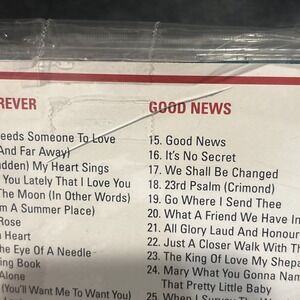 REVER
eeds Someone To Love
And Far Away)
udden) My Heart Sings
You Lately That I Love You
The Moon (In Other Words)
m A Summer Place)
Rose
Heart
he Eye Of A Needle
ing Book
Alone
(You'll Want Me To Want You)
GOOD NEWS
15. Good News
16. It's No Secret
17. We Shall Be Changed
18. 23rd Psalm (Crimond)
19. Go Where I Send Thee
20. What A Friend We Have In
21. All Glory Laud And Honour
22. Just A Closer Walk With Th
23. The King Of Love My Shepa
24. Mary What You Gonna Nam
That Pretty Little Baby
25. When The